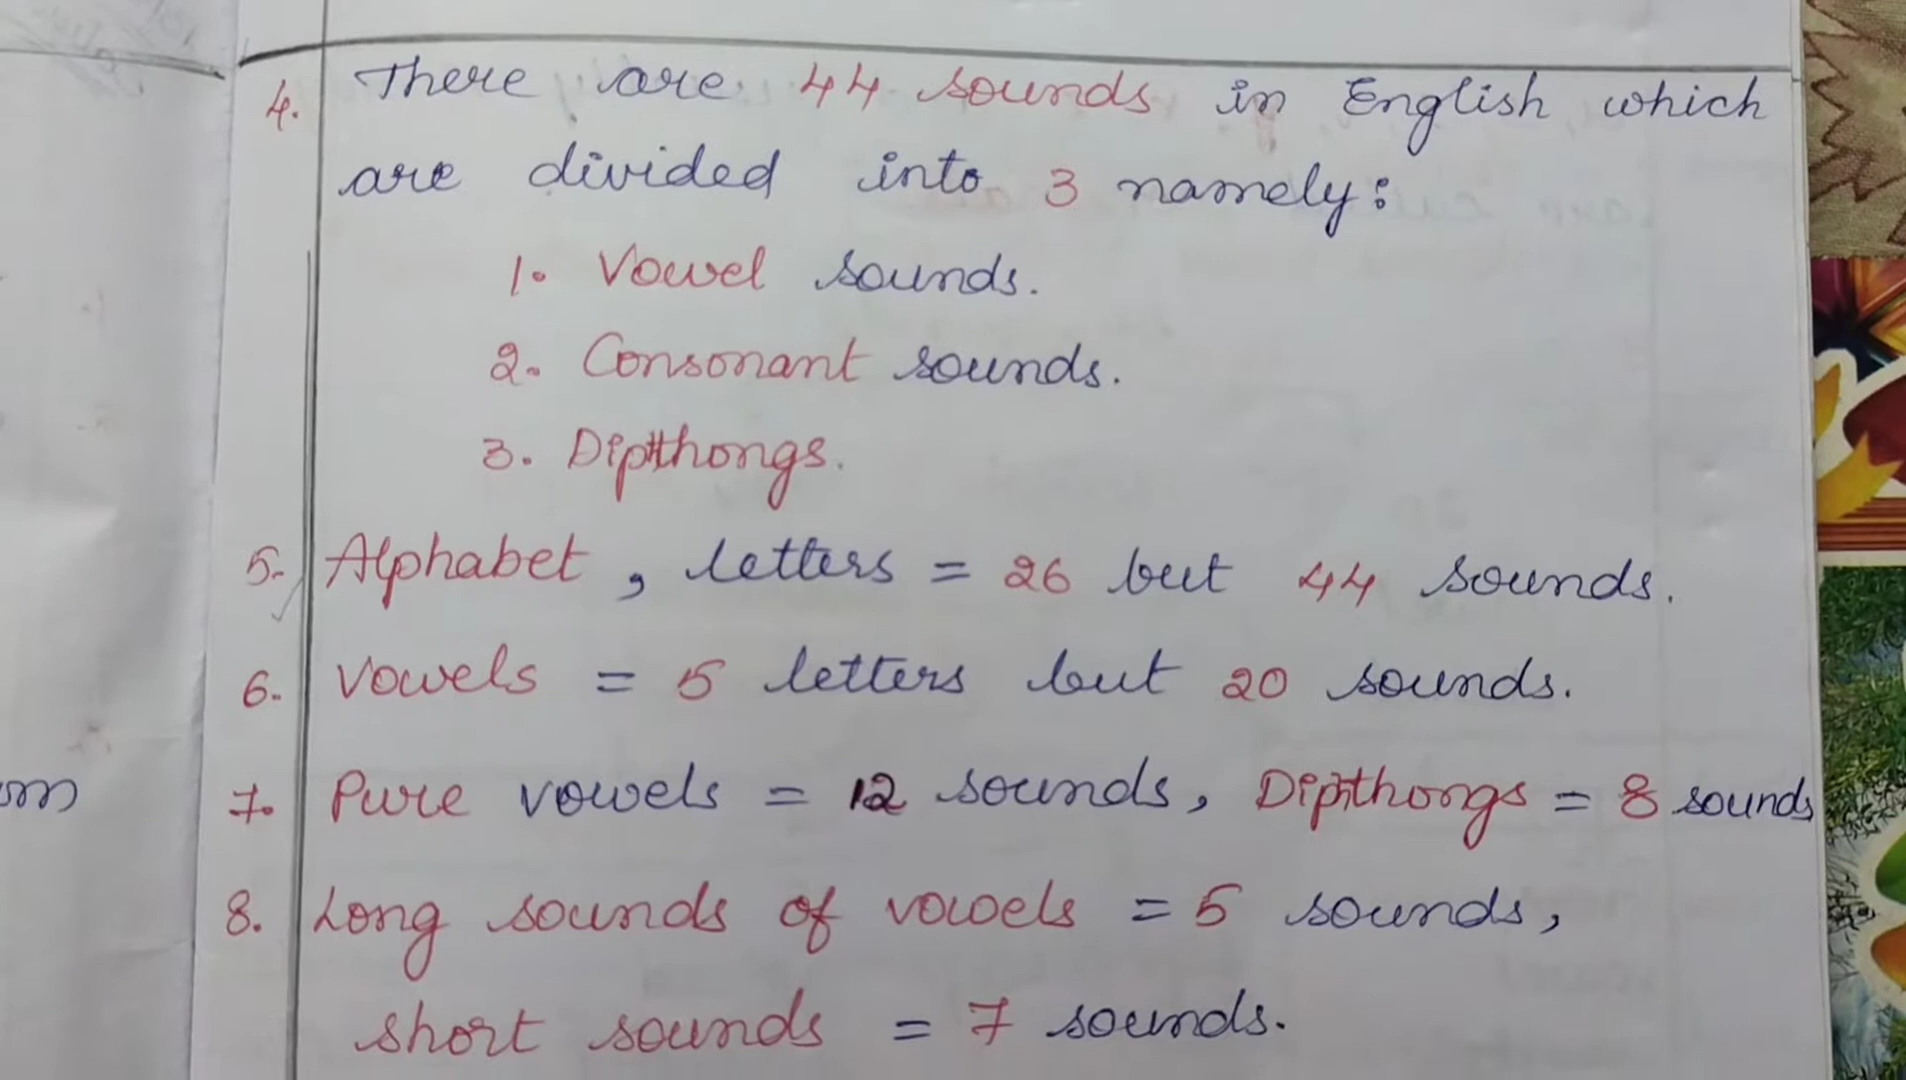 4. There are 44 sounds in English which
are divided into 3 namely:
1. Vowel sounds.
2. Consonant sounds.
3. Dipthongs.
5. Alphabet, letters = 26 but 44 sounds.
6. Vowels = 5 letters but 20 sounds.
7. Pure vowels = 12 sounds, Dipthongs = 8 sounds
8. Long sounds of vowels = 5 sounds,
short sounds = 7 sounds.